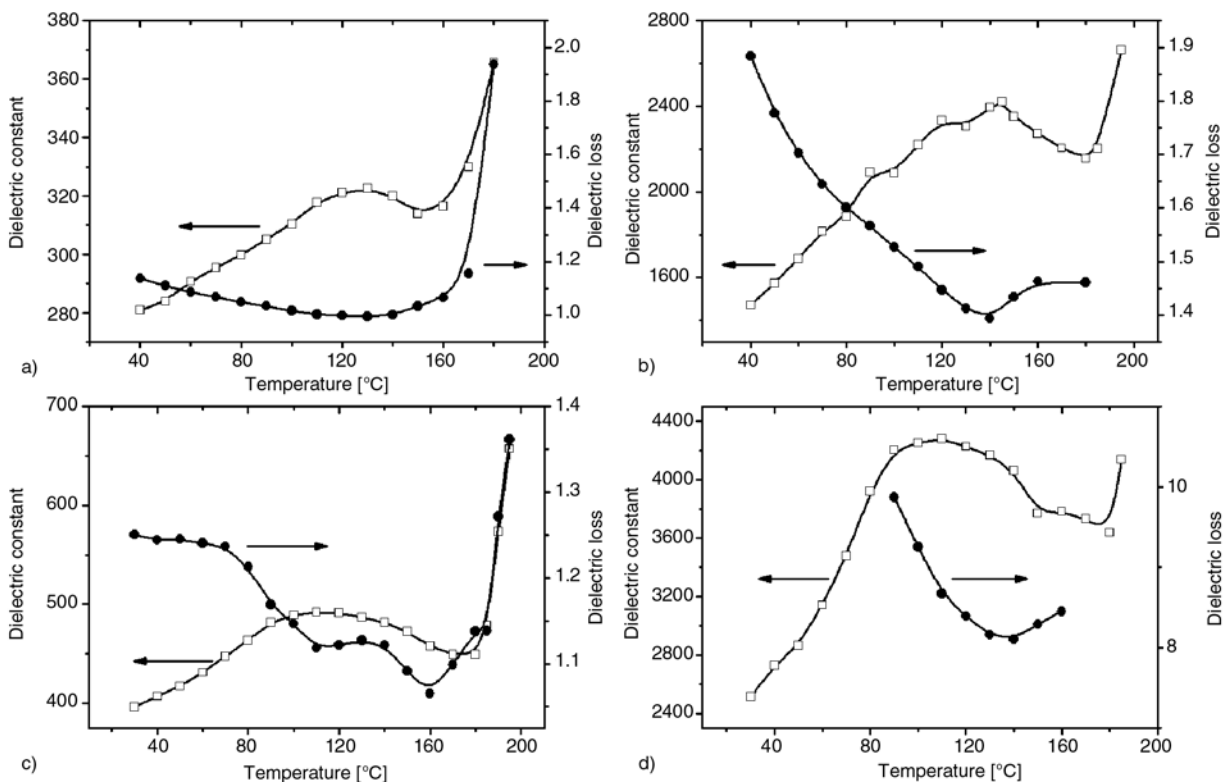 380
360
340
320
300
280
Dielectric constant
2.0
1.8
1.6
1.4
1.2
1.0
Dielectric loss
40 80 120 160 200
Temperature [°C]
a)
2800
2400
2000
1600
Dielectric constant
1.9
1.8
1.7
1.6
1.5
1.4
Dielectric loss
40 80 120 160 200
Temperature [°C]
b)
700
600
500
400
Dielectric constant
1.4
1.3
1.2
1.1
Dielectric loss
40 80 120 160 200
Temperature [°C]
c)
4400
4000
3600
3200
2800
2400
Dielectric constant
10
8
Dielectric loss
40 80 120 160 200
Temperature [°C]
d)